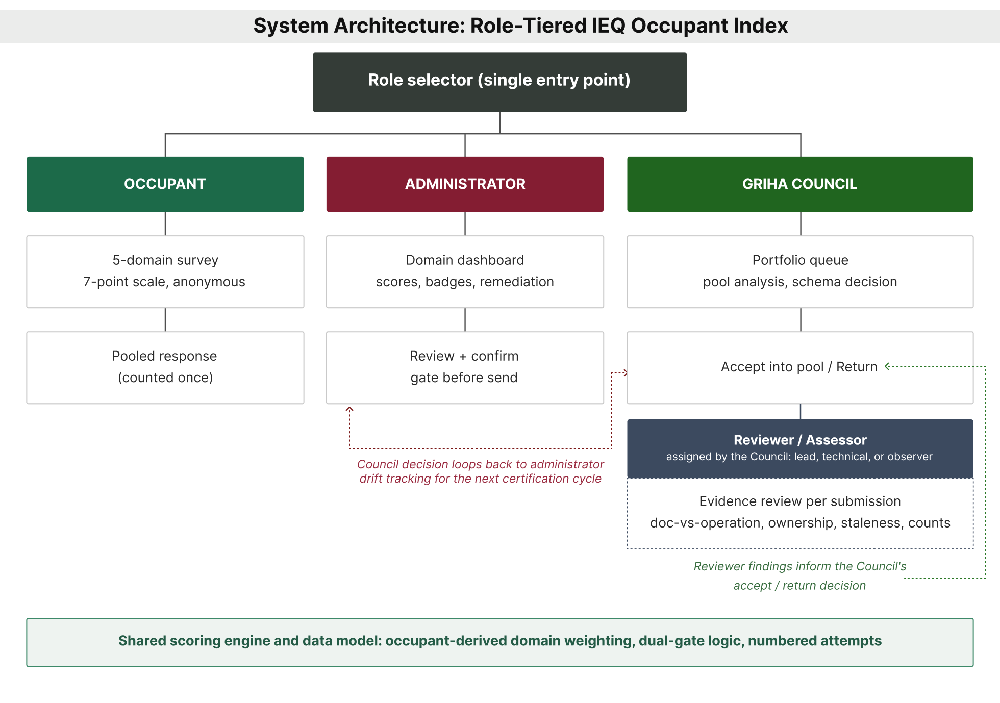 System Architecture: Role-Tiered IEQ Occupant Index
Role selector (single entry point)
OCCUPANT
ADMINISTRATOR
GRIHA COUNCIL
5-domain survey
7-point scale, anonymous
Domain dashboard
scores, badges, remediation
Portfolio queue
pool analysis, schema decision
Pooled response
(counted once)
Review + confirm
gate before send
Accept into pool / Return
Council decision loops back to administrator
drift tracking for the next certification cycle
Reviewer / Assessor
assigned by the Council: lead, technical, or observer
Evidence review per submission
doc-vs-operation, ownership, staleness, counts
Reviewer findings inform the Council's
accept / return decision
Shared scoring engine and data model: occupant-derived domain weighting, dual-gate logic, numbered attempts